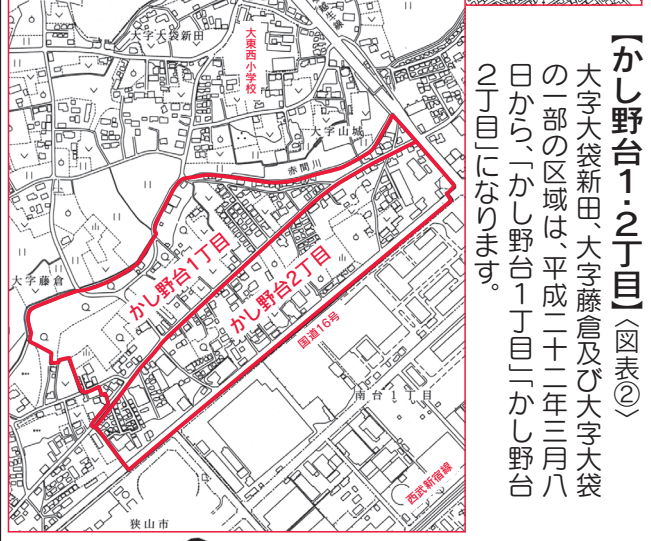 【かし野台1・2丁目】〈図表②〉
大字大袋新田、大字藤倉及び大字大袋
の一部の区域は、平成二十二年三月八
日から、「かし野台1丁目」「かし野台
2丁目」になります。
大字大袋新田
大東西小学校
大字山城
赤間川
大字藤倉
かし野台1丁目
かし野台2丁目
国道16号
南台1丁目
西武新宿線
狭山市